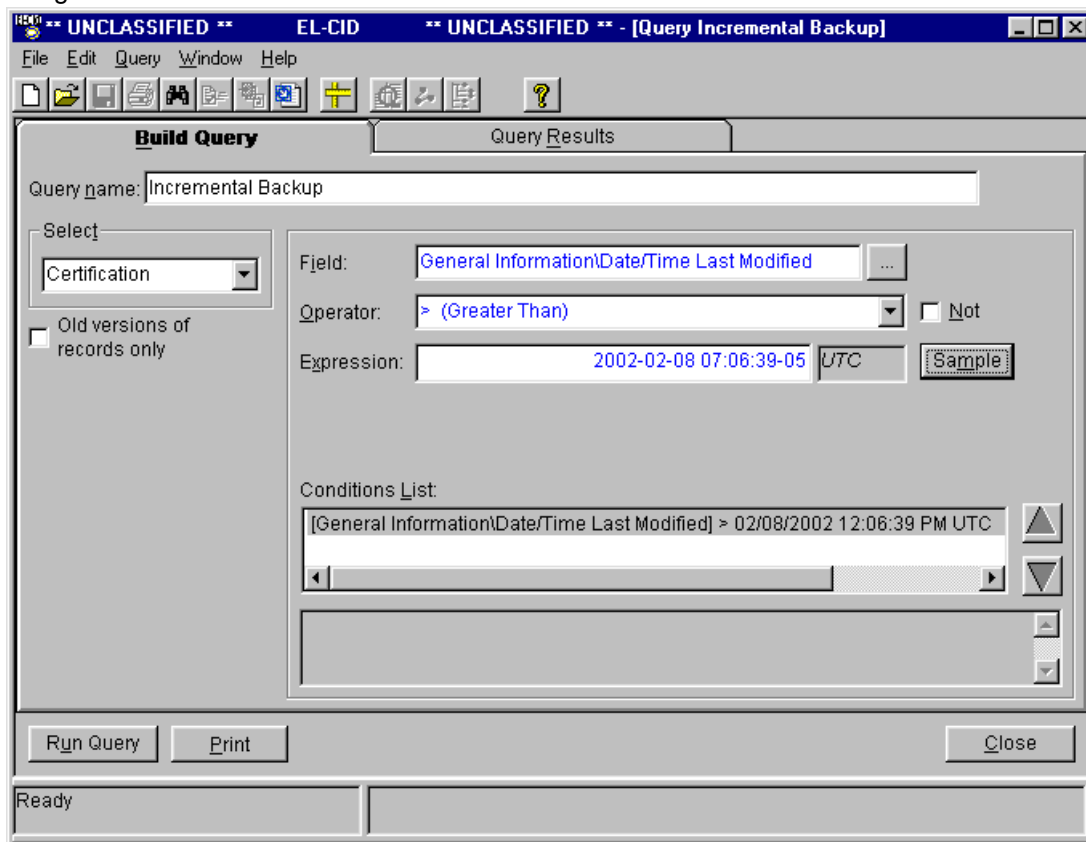 ** UNCLASSIFIED ** EL-CID ** UNCLASSIFIED ** - [Query Incremental Backup]
File Edit Query Window Help
Build Query Query Results
Query name: Incremental Backup
Select
Certification
Old versions of
records only
Field: General Information\Date/Time Last Modified ...
Operator: > (Greater Than) Not
Expression: 2002-02-08 07:06:39-05 UTC Sample
Conditions List:
[General Information\Date/Time Last Modified] > 02/08/2002 12:06:39 PM UTC
Run Query Print Close
Ready